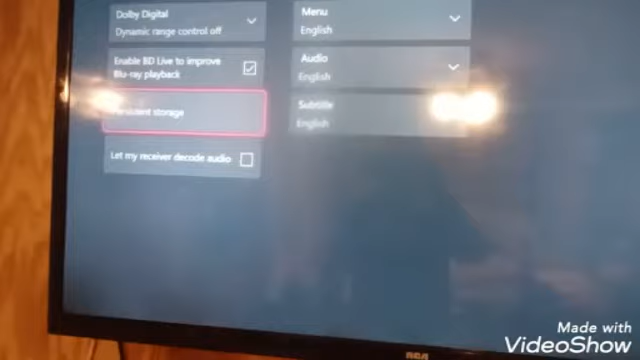 Dolby Digital
Dynamic range control off
Enable BD Live to improve
Blu-ray playback
storage
Let my receiver decode audio
Menu
English
Audio
English
Subtitle
English
RCA
Made with
VideoShow